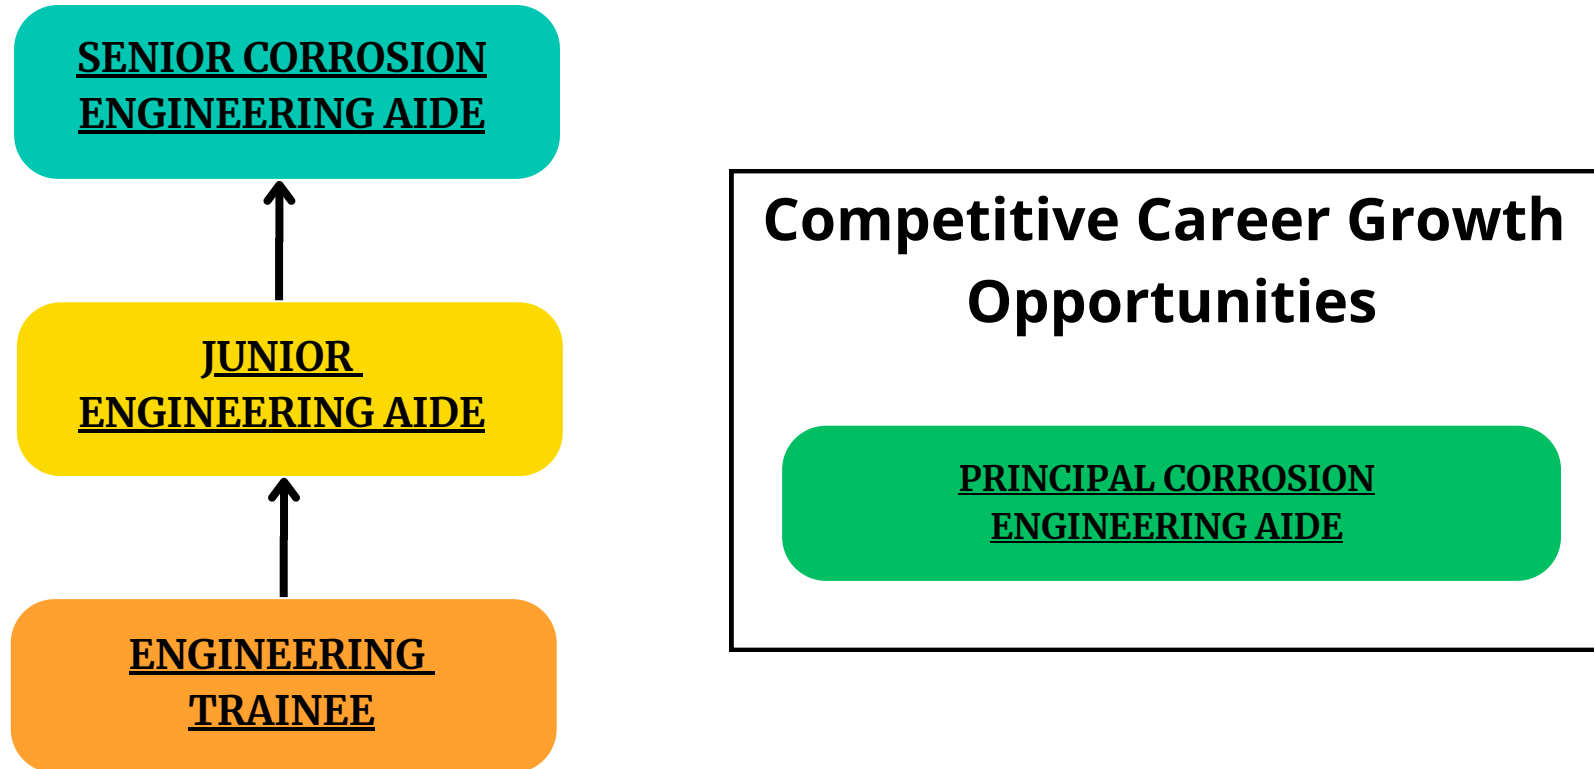 SENIOR CORROSION
ENGINEERING AIDE
JUNIOR
ENGINEERING AIDE
ENGINEERING
TRAINEE
Competitive Career Growth
Opportunities
PRINCIPAL CORROSION
ENGINEERING AIDE